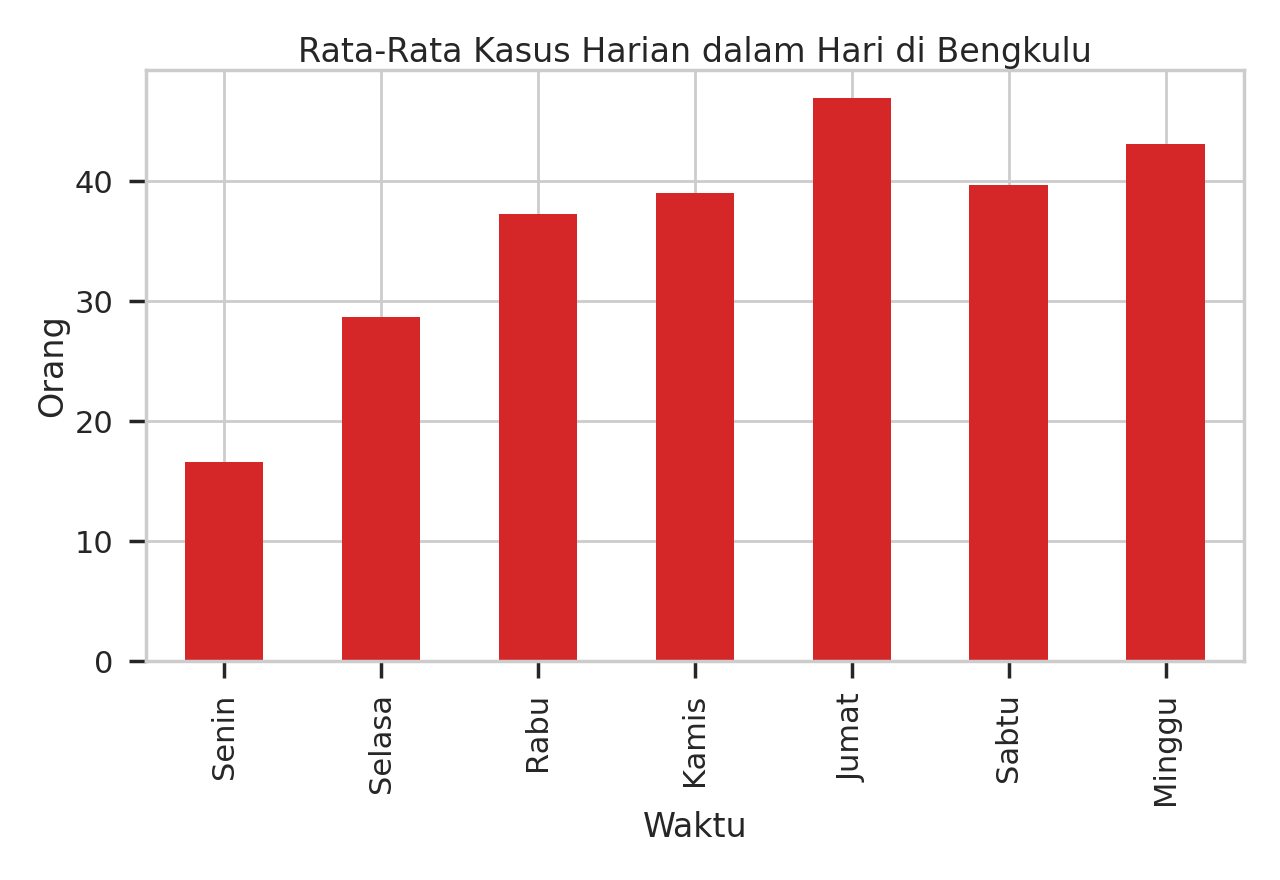 Rata-Rata Kasus Harian dalam Hari di Bengkulu
Orang
40
30
20
10
0
Senin
Selasa
Rabu
Kamis
Jumat
Sabtu
Minggu
Waktu